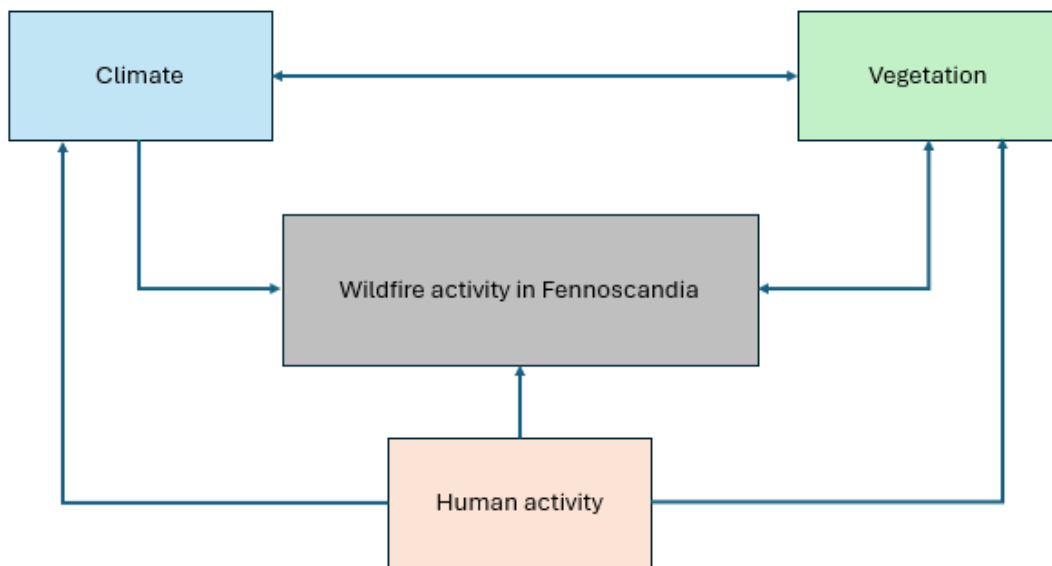 Climate
Vegetation
Wildfire activity in Fennoscandia
Human activity